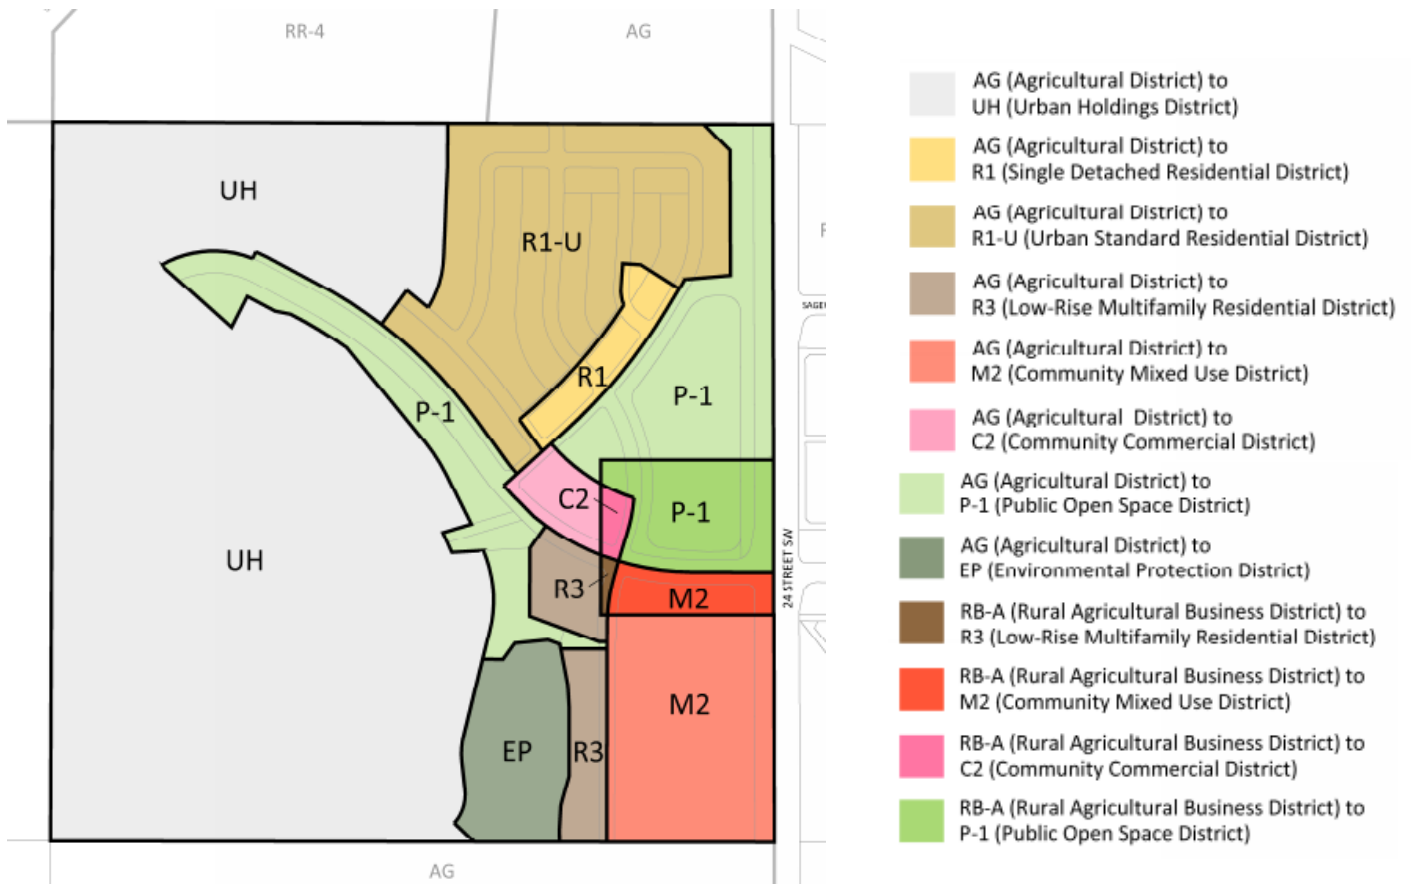 RR-4
AG
UH
R1-U
R1
P-1
P-1
C2
P-1
UH
R3
M2
M2
EP
R3
AG
24 STREET SW
AG (Agricultural District) to
UH (Urban Holdings District)
AG (Agricultural District) to
R1 (Single Detached Residential District)
AG (Agricultural District) to
R1-U (Urban Standard Residential District)
AG (Agricultural District) to
R3 (Low-Rise Multifamily Residential District)
AG (Agricultural District) to
M2 (Community Mixed Use District)
AG (Agricultural District) to
C2 (Community Commercial District)
AG (Agricultural District) to
P-1 (Public Open Space District)
AG (Agricultural District) to
EP (Environmental Protection District)
RB-A (Rural Agricultural Business District) to
R3 (Low-Rise Multifamily Residential District)
RB-A (Rural Agricultural Business District) to
M2 (Community Mixed Use District)
RB-A (Rural Agricultural Business District) to
C2 (Community Commercial District)
RB-A (Rural Agricultural Business District) to
P-1 (Public Open Space District)